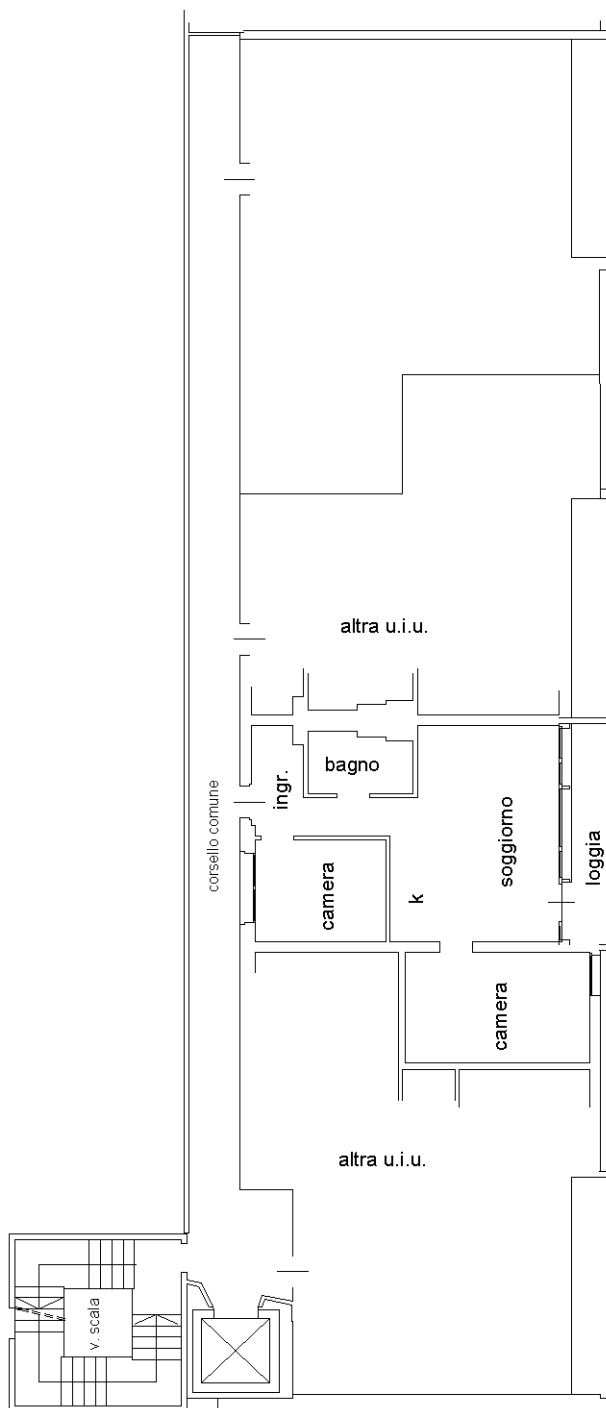 altra u.i.u.
bagno
ingr.
corsello comune
camera
k
soggiorno
loggia
camera
altra u.i.u.
v. scala